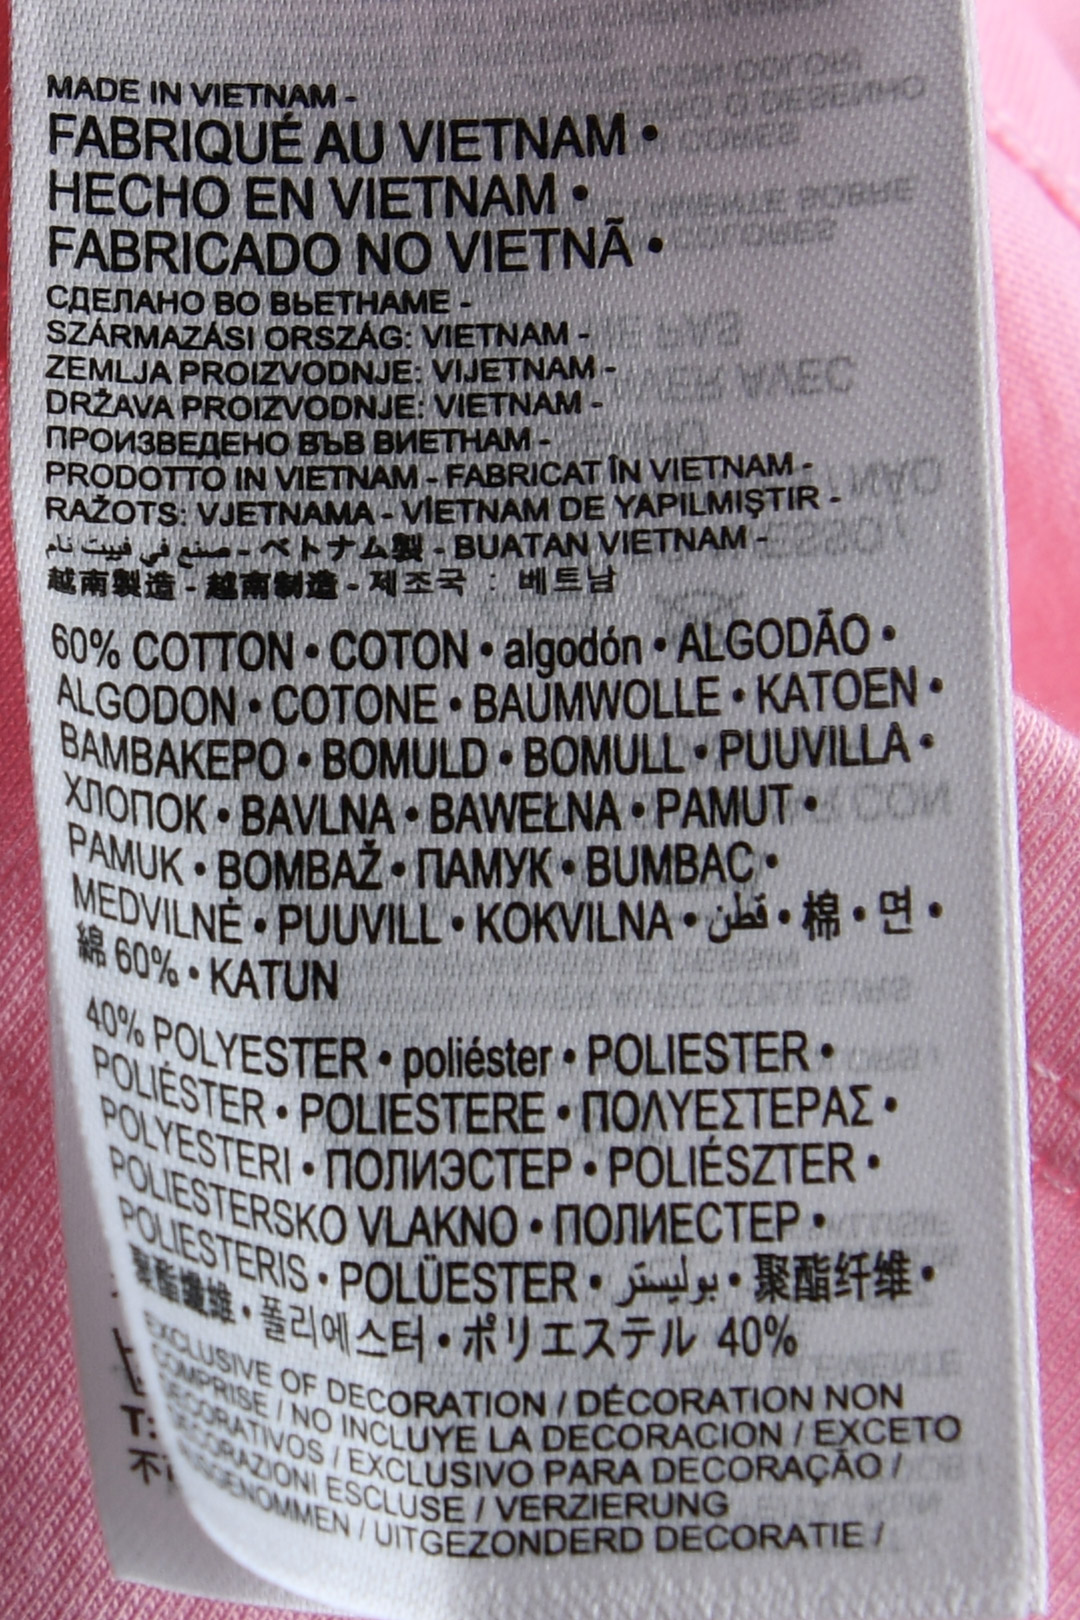 MADE IN VIETNAM -
FABRIQUÉ AU VIETNAM •
HECHO EN VIETNAM •
FABRICADO NO VIETNÃ •
СДЕЛАНО ВО ВЬЕТНАМЕ -
SZÁRMAZÁSI ORSZÁG: VIETNAM -
ZEMLJA PROIZVODNJE: VIJETNAM -
DRŽAVA PROIZVODNJE: VIETNAM -
ПРОИЗВЕДЕНО ВЪВ ВИЕТНАМ -
PRODOTTO IN VIETNAM - FABRICAT ÎN VIETNAM -
RAŽOTS: VJETNAMA - VİETNAM DE YAPILMIŞTIR -
صنع في فييت نام - ベトナム製 - BUATAN VIETNAM -
越南製造 - 越南制造 - 제조국 : 베트남
60% COTTON • COTON • algodón • ALGODÃO •
ALGODON • COTONE • BAUMWOLLE • KATOEN •
ΒΑΜΒΑΚΕΡΟ • BOMULD • BOMULL • PUUVILLA •
ХЛОПОК • BAVLNA • BAWEŁNA • PAMUT •
PAMUK • BOMBAŽ • ПАМУК • BUMBAC •
MEDVILNĖ • PUUVILL • KOKVILNA • قطن • 棉 • 면 •
綿 60% • KATUN
40% POLYESTER • poliéster • POLIESTER •
POLIÉSTER • POLIESTERE • ΠΟΛΥΕΣΤΕΡΑΣ •
POLYESTERI • ПОЛИЭСТЕР • POLIÉSZTER •
POLIESTERSKO VLAKNO • ПОЛИЕСТЕР •
POLIESTERIS • POLÜESTER • بوليستر • 聚酯纤维 •
聚酯纖維 • 폴리에스터 • ポリエステル 40%
EXCLUSIVE OF DECORATION / DÉCORATION NON
COMPRISE / NO INCLUYE LA DECORACION / EXCETO
DECORATIVOS / EXCLUSIVO PARA DECORAÇÃO /
DECORAZIONI ESCLUSE / VERZIERUNG
AUSGENOMMEN / UITGEZONDERD DECORATIE /